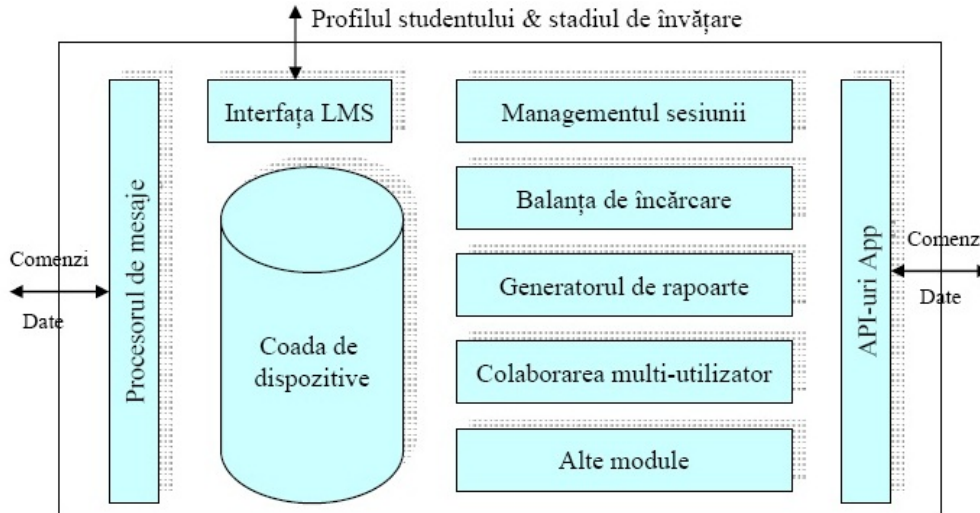 Profilul studentului & stadiul de învățare
Interfața LMS
Managementul sesiunii
Procesorul de mesaje
Balanța de încărcare
Comenzi
Date
Generatorul de rapoarte
Coada de
dispozitive
Colaborarea multi-utilizator
Alte module
API-uri App
Comenz
Date